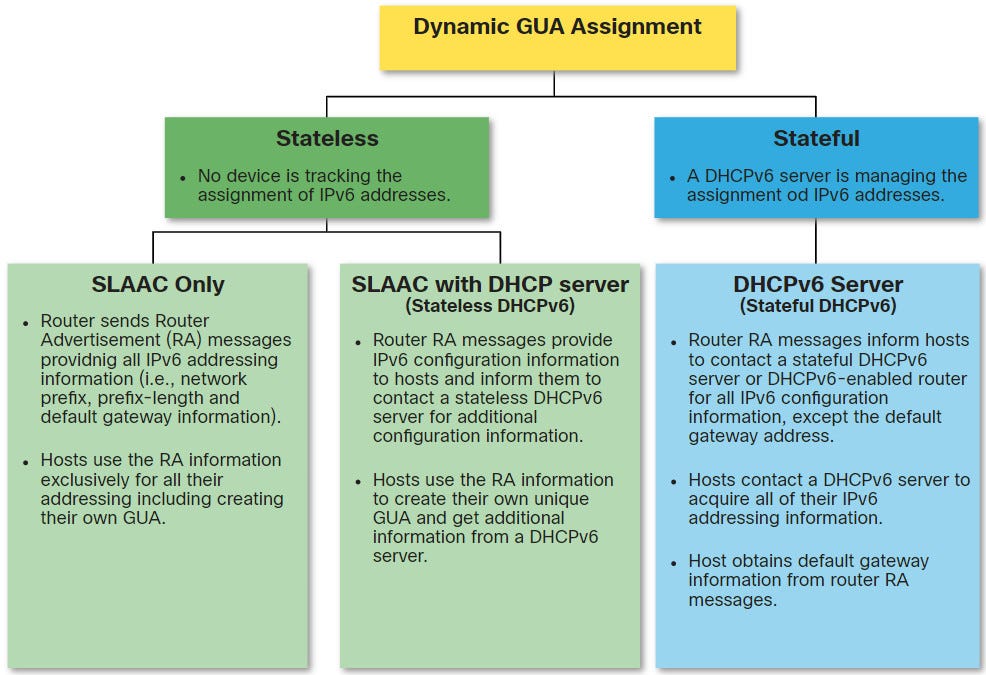 Dynamic GUA Assignment
Stateless
• No device is tracking the
assignment of IPv6 addresses.
Stateful
• A DHCPv6 server is managing the
assignment od IPv6 addresses.
SLAAC Only
• Router sends Router
Advertisement (RA) messages
providnig all IPv6 addressing
information (i.e., network
prefix, prefix-length and
default gateway information).
• Hosts use the RA information
exclusively for all their
addressing including creating
their own GUA.
SLAAC with DHCP server
(Stateless DHCPv6)
• Router RA messages provide
IPv6 configuration information
to hosts and inform them to
contact a stateless DHCPv6
server for additional
configuration information.
• Hosts use the RA information
to create their own unique
GUA and get additional
information from a DHCPv6
server.
DHCPv6 Server
(Stateful DHCPv6)
• Router RA messages inform hosts
to contact a stateful DHCPv6
server or DHCPv6-enabled router
for all IPv6 configuration
information, except the default
gateway address.
• Hosts contact a DHCPv6 server to
acquire all of their IPv6
addressing information.
• Host obtains default gateway
information from router RA
messages.